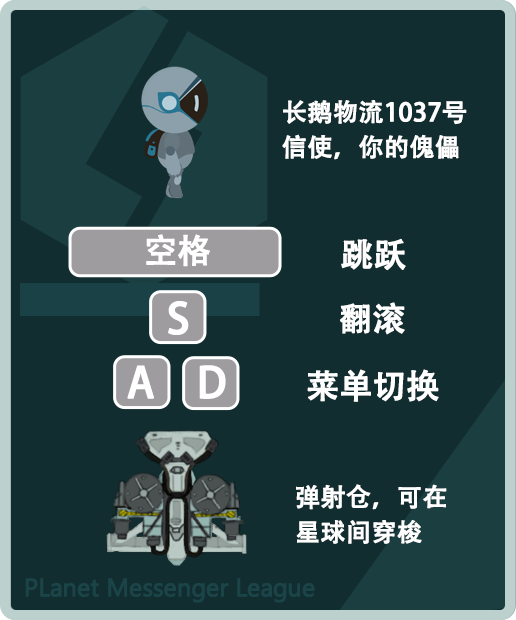 长鹅物流1037号
信使，你的傀儡
空格 跳跃
S 翻滚
A D 菜单切换
弹射仓，可在
星球间穿梭
PLanet Messenger League